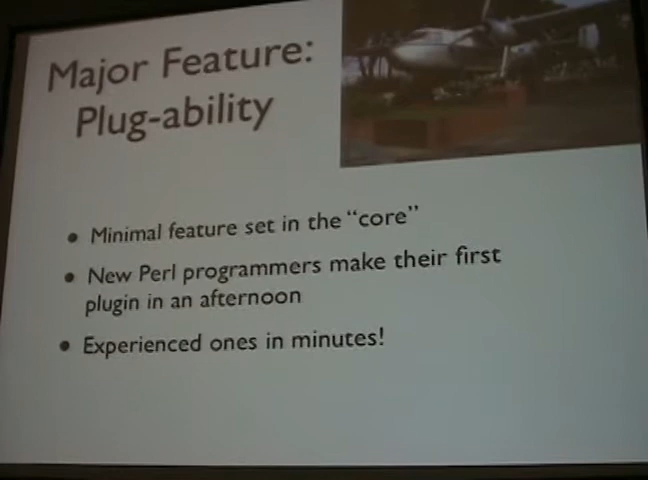 Major Feature:
Plug-ability
• Minimal feature set in the “core”
• New Perl programmers make their first
plugin in an afternoon
• Experienced ones in minutes!